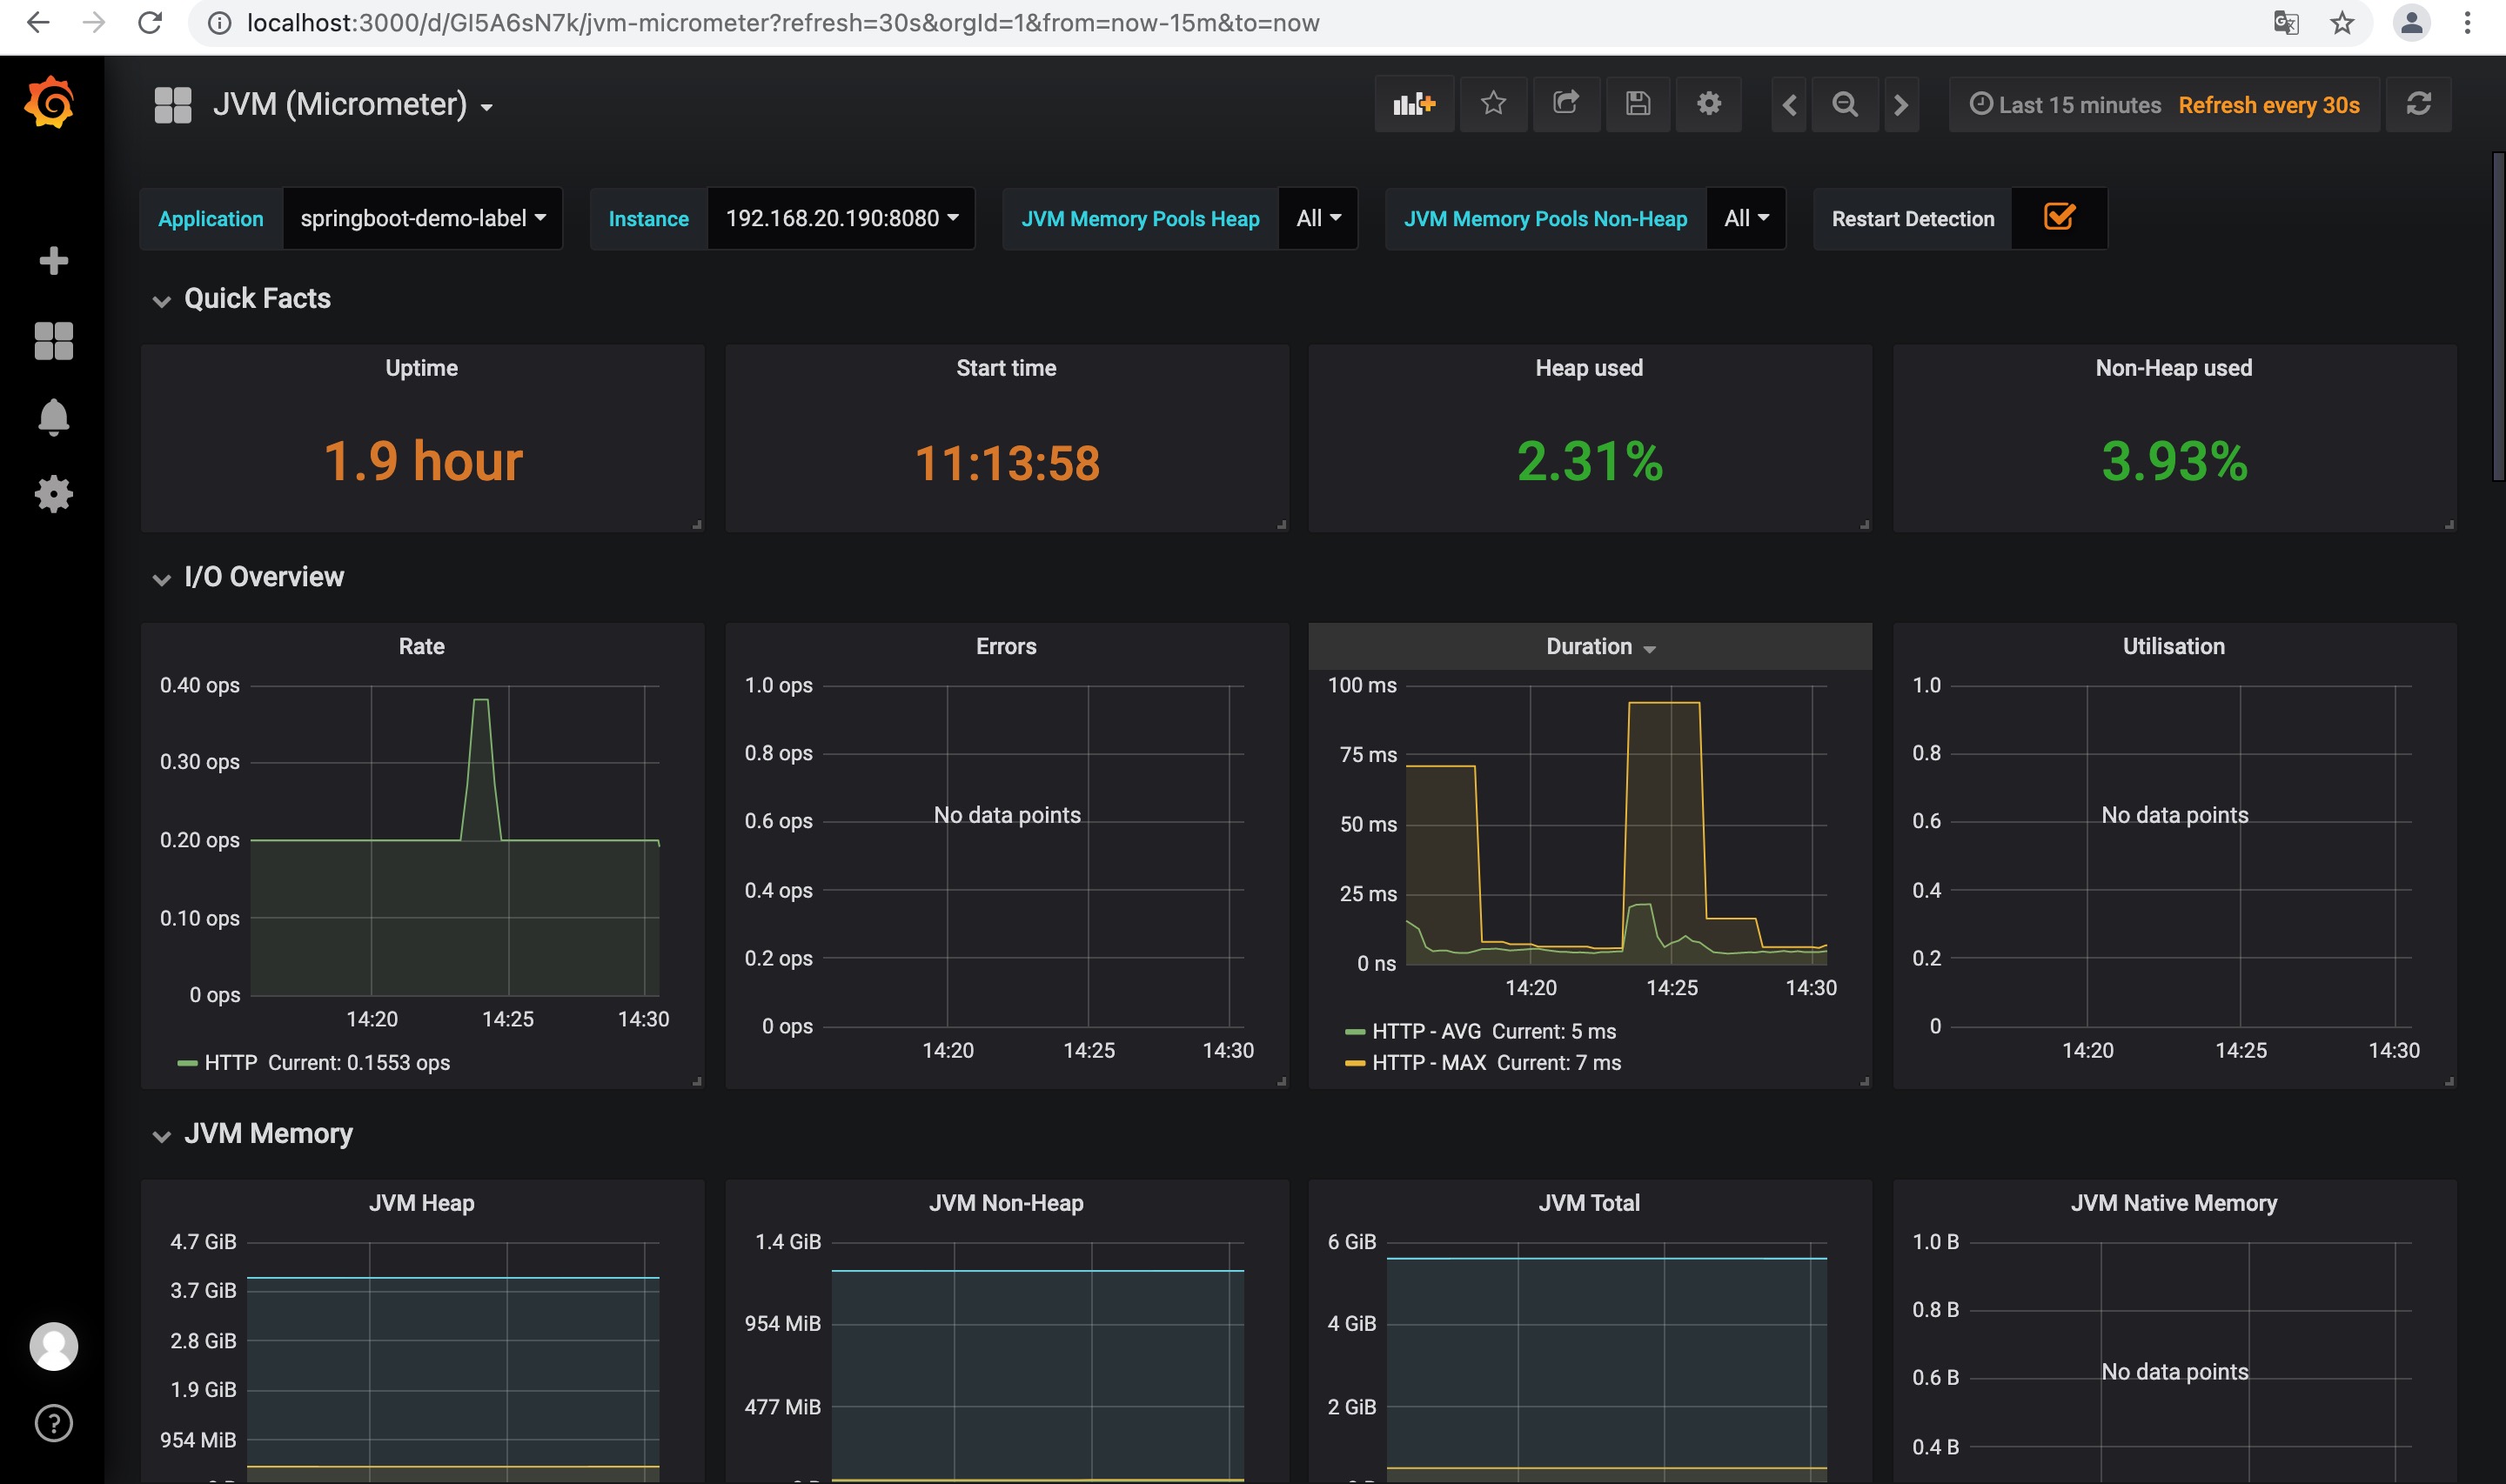 localhost:3000/d/GI5A6sN7k/jvm-micrometer?refresh=30s&orgId=1&from=now-15m&to=now
JVM (Micrometer)
Last 15 minutes Refresh every 30s
Application springboot-demo-label Instance 192.168.20.190:8080 JVM Memory Pools Heap All JVM Memory Pools Non-Heap All Restart Detection
Quick Facts
Uptime
1.9 hour
Start time
11:13:58
Heap used
2.31%
Non-Heap used
3.93%
I/O Overview
Rate
0.40 ops
0.30 ops
0.20 ops
0.10 ops
0 ops
14:20 14:25 14:30
HTTP Current: 0.1553 ops
Errors
1.0 ops
0.8 ops
0.6 ops
0.4 ops
0.2 ops
0 ops
No data points
14:20 14:25 14:30
Duration
100 ms
75 ms
50 ms
25 ms
0 ns
14:20 14:25 14:30
HTTP - AVG Current: 5 ms
HTTP - MAX Current: 7 ms
Utilisation
1.0
0.8
0.6
0.4
0.2
0
No data points
14:20 14:25 14:30
JVM Memory
JVM Heap
4.7 GiB
3.7 GiB
2.8 GiB
1.9 GiB
954 MiB
JVM Non-Heap
1.4 GiB
954 MiB
477 MiB
JVM Total
6 GiB
4 GiB
2 GiB
JVM Native Memory
1.0 B
0.8 B
0.6 B
0.4 B
No data points